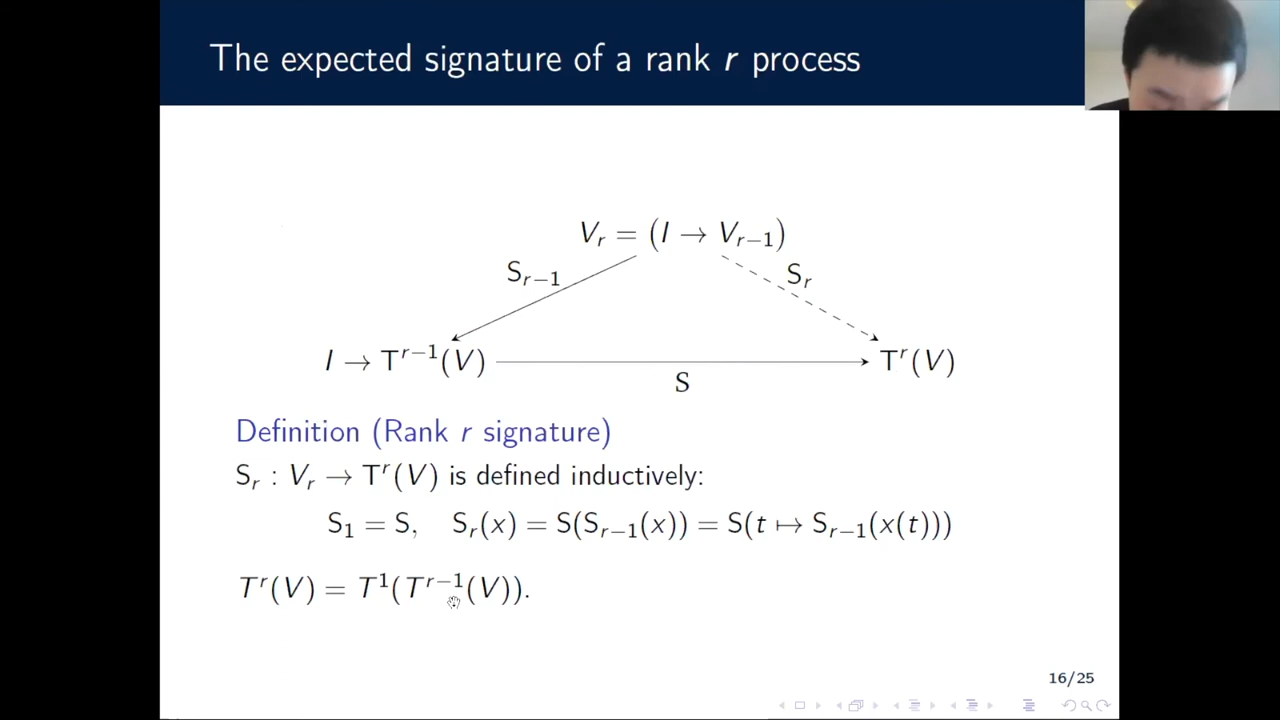 The expected signature of a rank r process
V_r = (I → V_{r−1})
S_{r−1}
S_r
I → T^{r−1}(V)
T^r(V)
S
Definition (Rank r signature)
S_r : V_r → T^r(V) is defined inductively:
S_1 = S, S_r(x) = S(S_{r−1}(x)) = S(t ↦ S_{r−1}(x(t)))
T^r(V) = T^1(T^{r−1}(V)).
16/25